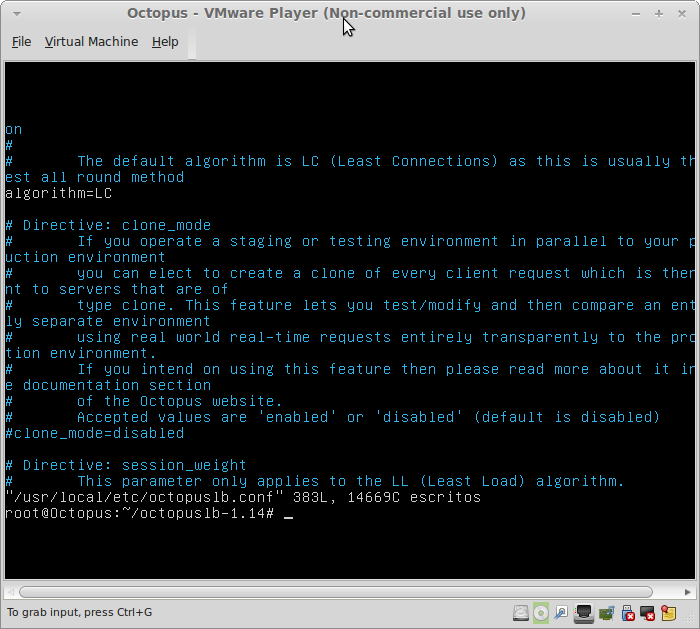 Octopus - VMware Player (Non-commercial use only)
File Virtual Machine Help
on
#
# The default algorithm is LC (Least Connections) as this is usually th
est all round method
algorithm=LC
# Directive: clone_mode
# If you operate a staging or testing environment in parallel to your p
uction environment
# you can elect to create a clone of every client request which is ther
nt to servers that are of
# type clone. This feature lets you test/modify and then compare an ent
ly separate environment
# using real world real-time requests entirely transparently to the pro
tion environment.
# If you intend on using this feature then please read more about it in
e documentation section
# of the Octopus website.
# Accepted values are 'enabled' or 'disabled' (default is disabled)
#clone_mode=disabled
# Directive: session_weight
# This parameter only applies to the LL (Least Load) algorithm.
"/usr/local/etc/octopuslb.conf" 383L, 14669C escritos
root@Octopus:~/octopuslb-1.14# _
To grab input, press Ctrl+G